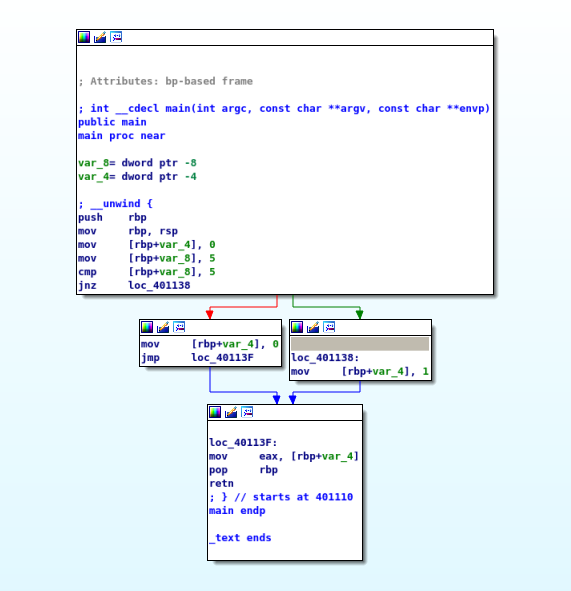 ; Attributes: bp-based frame
; int __cdecl main(int argc, const char **argv, const char **envp)
public main
main proc near
var_8= dword ptr -8
var_4= dword ptr -4
; __unwind {
push    rbp
mov     rbp, rsp
mov     [rbp+var_4], 0
mov     [rbp+var_8], 5
cmp     [rbp+var_8], 5
jnz     loc_401138
mov     [rbp+var_4], 0
jmp     loc_40113F
loc_401138:
mov     [rbp+var_4], 1
loc_40113F:
mov     eax, [rbp+var_4]
pop     rbp
retn
; } // starts at 401110
main endp
_text ends